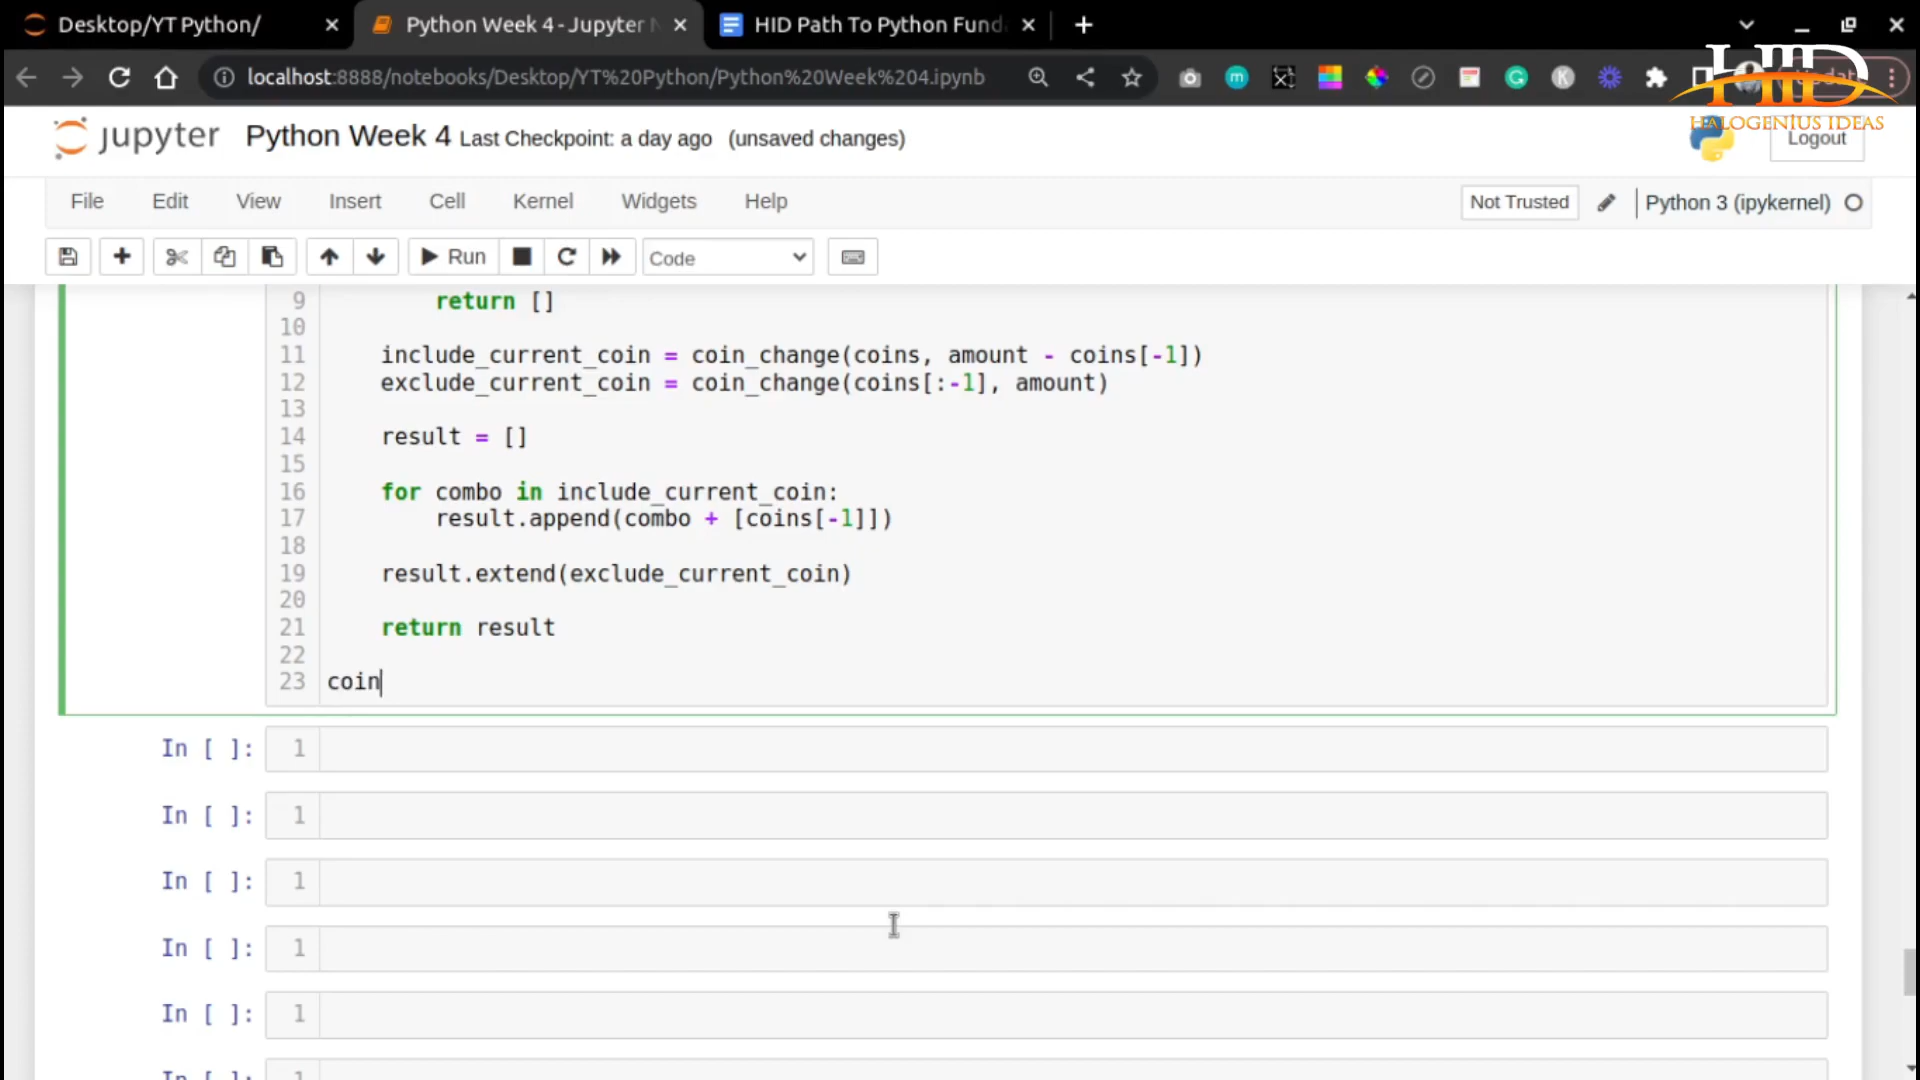 Desktop/YT Python/
Python Week 4 - Jupyter
HID Path To Python Fund
localhost:8888/notebooks/Desktop/YT%20Python/Python%20Week%204.ipynb
HID
HALOGENIUS IDEAS
jupyter Python Week 4 Last Checkpoint: a day ago (unsaved changes)
Logout
File Edit View Insert Cell Kernel Widgets Help
Not Trusted
Python 3 (ipykernel)
Run
Code
9 return []
10
11 include_current_coin = coin_change(coins, amount - coins[-1])
12 exclude_current_coin = coin_change(coins[:-1], amount)
13
14 result = []
15
16 for combo in include_current_coin:
17 result.append(combo + [coins[-1]])
18
19 result.extend(exclude_current_coin)
20
21 return result
22
23 coin
In [ ]: 1
In [ ]: 1
In [ ]: 1
In [ ]: 1
In [ ]: 1
In [ ]: 1